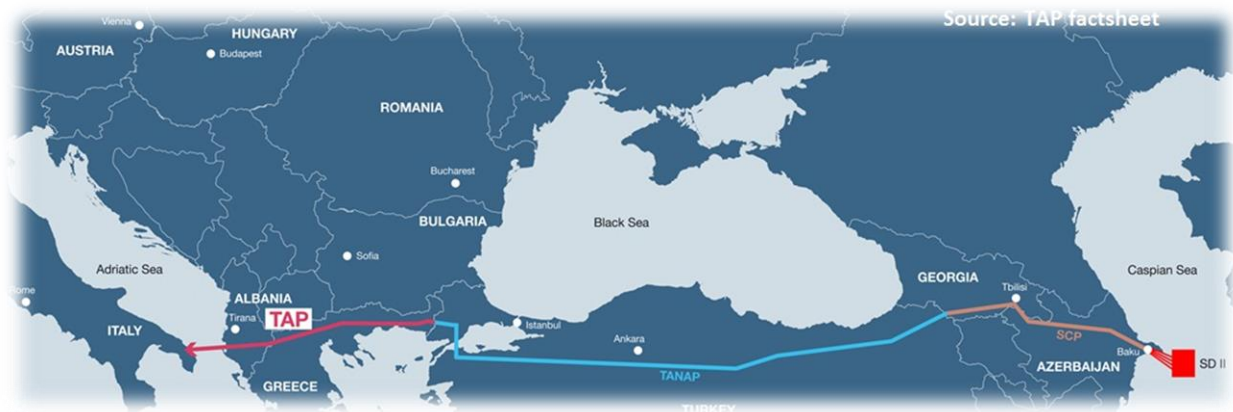 Source: TAP factsheet
Vienna
HUNGARY
AUSTRIA
Budapest
ROMANIA
Bucharest
BULGARIA
Black Sea
Sofia
Adriatic Sea
Caspian Sea
GEORGIA
Tbilisi
Rome
ALBANIA
TAP
Tirana
Istanbul
ITALY
Ankara
SCP
Baku
SD II
AZERBAIJAN
TANAP
GREECE
TURKEY